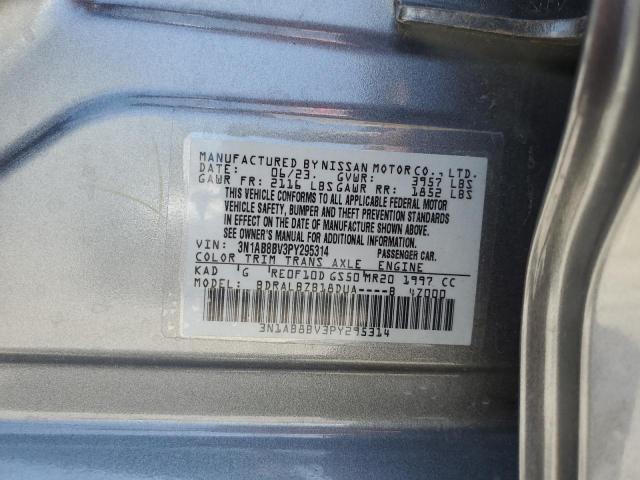 MANUFACTURED BY NISSAN MOTOR CO., LTD.
DATE: 06/23. GVWR: 3957 LBS
GAWR FR: 2116 LBS GAWR RR: 1852 LBS
THIS VEHICLE CONFORMS TO ALL APPLICABLE FEDERAL MOTOR
VEHICLE SAFETY, BUMPER AND THEFT PREVENTION STANDARDS
IN EFFECT ON THE DATE OF MANUFACTURE SHOWN ABOVE.
SEE OWNER'S MANUAL FOR ADDITIONAL INFORMATION.
VIN: 3N1AB8BV3PY295314 PASSENGER CAR.
COLOR TRIM TRANS AXLE ENGINE
KAD G RE0F10D GS50 MR20 1997 CC
MODEL: BDRALBZB18DUA----B 47000
3N1AB8BV3PY295314